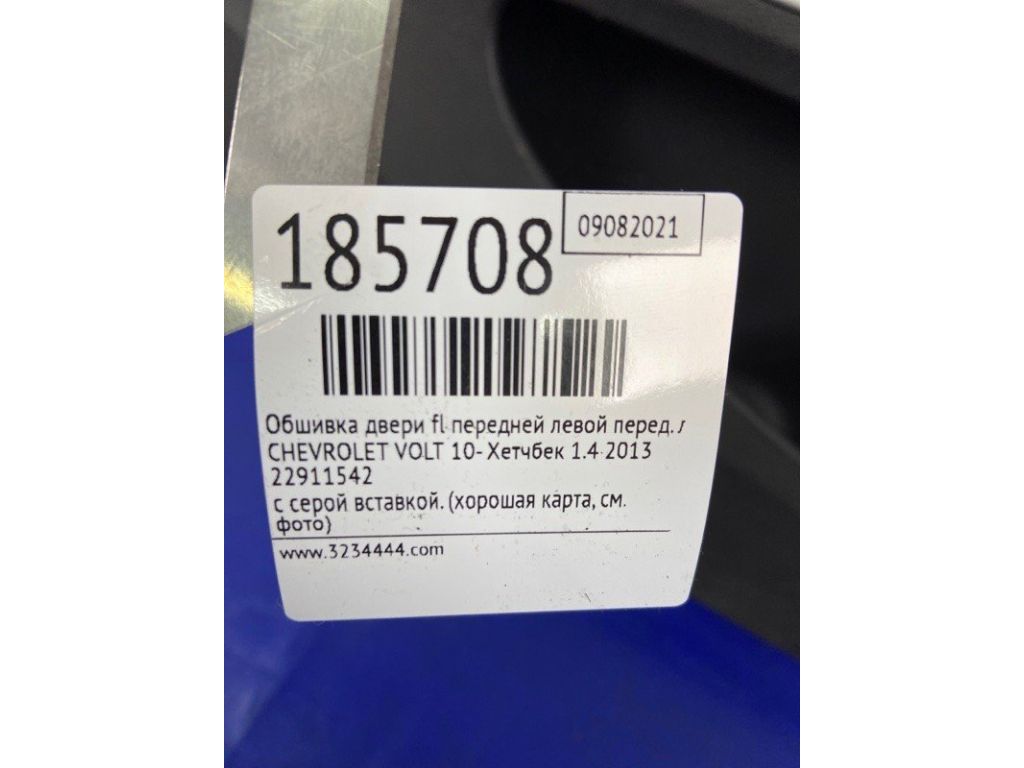 185708
09082021
Обшивка двери fl передней левой перед. л
CHEVROLET VOLT 10- Хетчбек 1.4 2013
22911542
с серой вставкой. (хорошая карта, см.
фото)
www.3234444.com